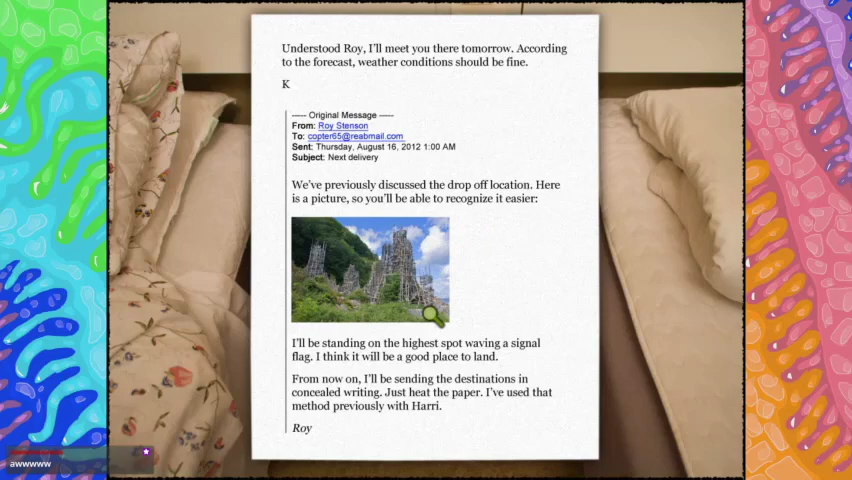 Understood Roy, I'll meet you there tomorrow. According
to the forecast, weather conditions should be fine.
K
----- Original Message -----
From: Roy Stenson
To: copter65@reabmail.com
Sent: Thursday, August 16, 2012 1:00 AM
Subject: Next delivery
We've previously discussed the drop off location. Here
is a picture, so you'll be able to recognize it easier:
I'll be standing on the highest spot waving a signal
flag. I think it will be a good place to land.
From now on, I'll be sending the destinations in
concealed writing. Just heat the paper. I've used that
method previously with Harri.
Roy
awwwww